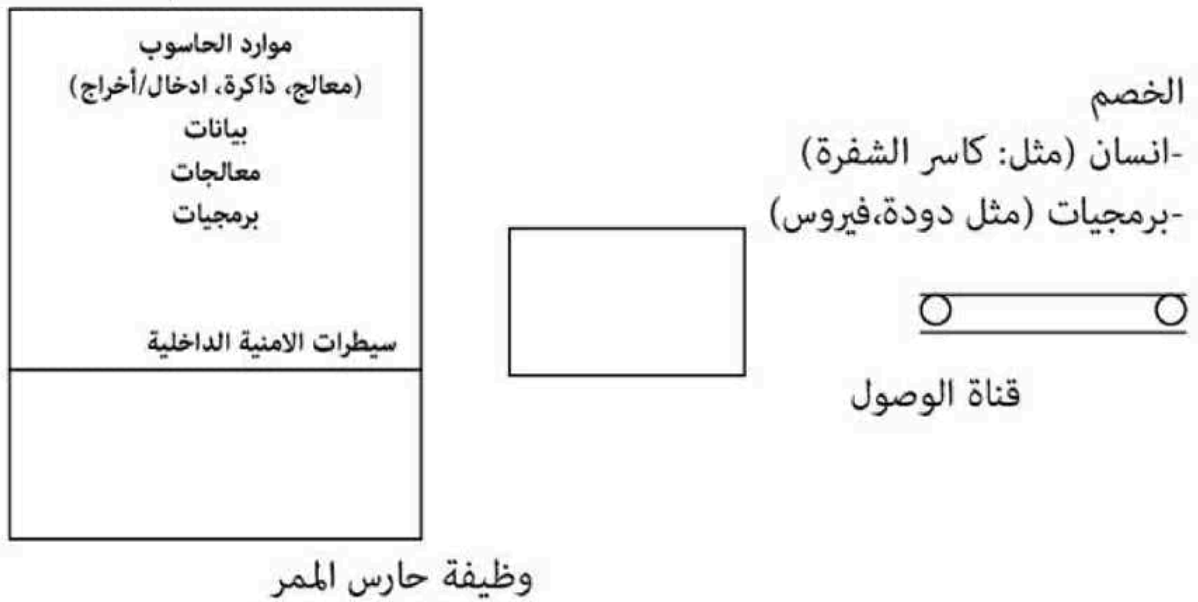 موارد الحاسوب
(معالج، ذاكرة، ادخال/أخراج)
بيانات
معالجات
برمجيات
سيطرات الامنية الداخلية
الخصم
-انسان (مثل: كاسر الشفرة)
-برمجيات (مثل دودة،فيروس)
قناة الوصول
وظيفة حارس الممر